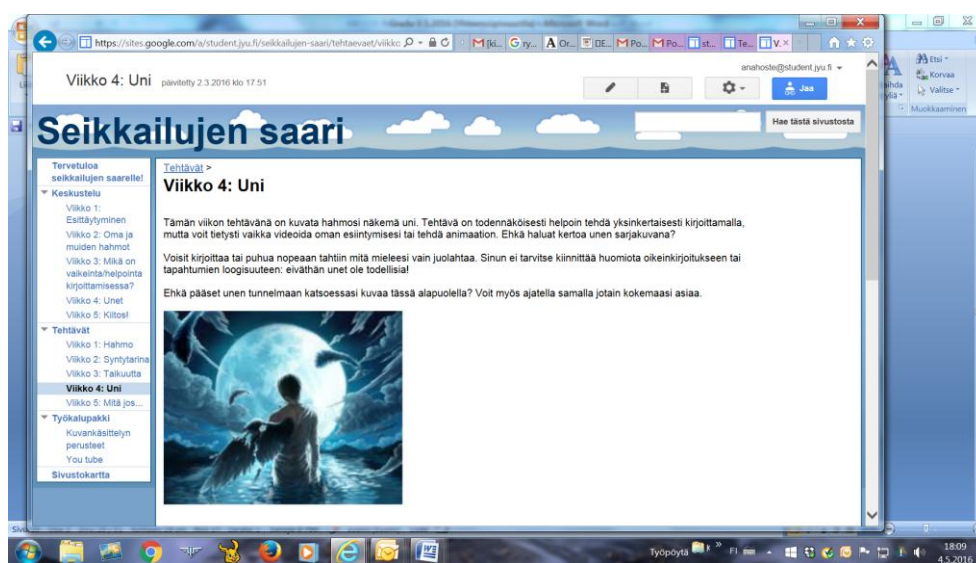 https://sites.google.com/a/student.jyu.fi/seikkailujen-saari/tehtaevaet/viikkc
anahoste@student.jyu.fi
Viikko 4: Uni päivitetty 2.3.2016 klo 17.51
Jaa
Seikkailujen saari
Hae tästä sivustosta
Tervetuloa
seikkailujen saarelle!
Keskustelu
Viikko 1:
Esittäytyminen
Viikko 2: Oma ja
muiden hahmot
Viikko 3: Mikä on
vaikeinta/helpointa
kirjoittamisessa?
Viikko 4: Unet
Viikko 5: Kiitos!
Tehtävät
Viikko 1: Hahmo
Viikko 2: Syntytarina
Viikko 3: Taikuutta
Viikko 4: Uni
Viikko 5: Mitä jos...
Työkalupakki
Kuvankäsittelyn
perusteet
You tube
Sivustokartta
Tehtävät >
Viikko 4: Uni
Tämän viikon tehtävänä on kuvata hahmosi näkemä uni. Tehtävä on todennäköisesti helpoin tehdä yksinkertaisesti kirjoittamalla,
mutta voit tietysti vaikka videoida oman esiintymisesi tai tehdä animaation. Ehkä haluat kertoa unen sarjakuvana?
Voisit kirjoittaa tai puhua nopeaan tahtiin mitä mieleesi vain juolahtaa. Sinun ei tarvitse kiinnittää huomiota oikeinkirjoitukseen tai
tapahtumien loogisuuteen: eiväthän unet ole todellisia!
Ehkä pääset unen tunnelmaan katsoessasi kuvaa tässä alapuolella? Voit myös ajatella samalla jotain kokemaasi asiaa.
Etsi
Korvaa
Valitse
Muokkaaminen
Työpöytä
FI
18:09
4.5.2016